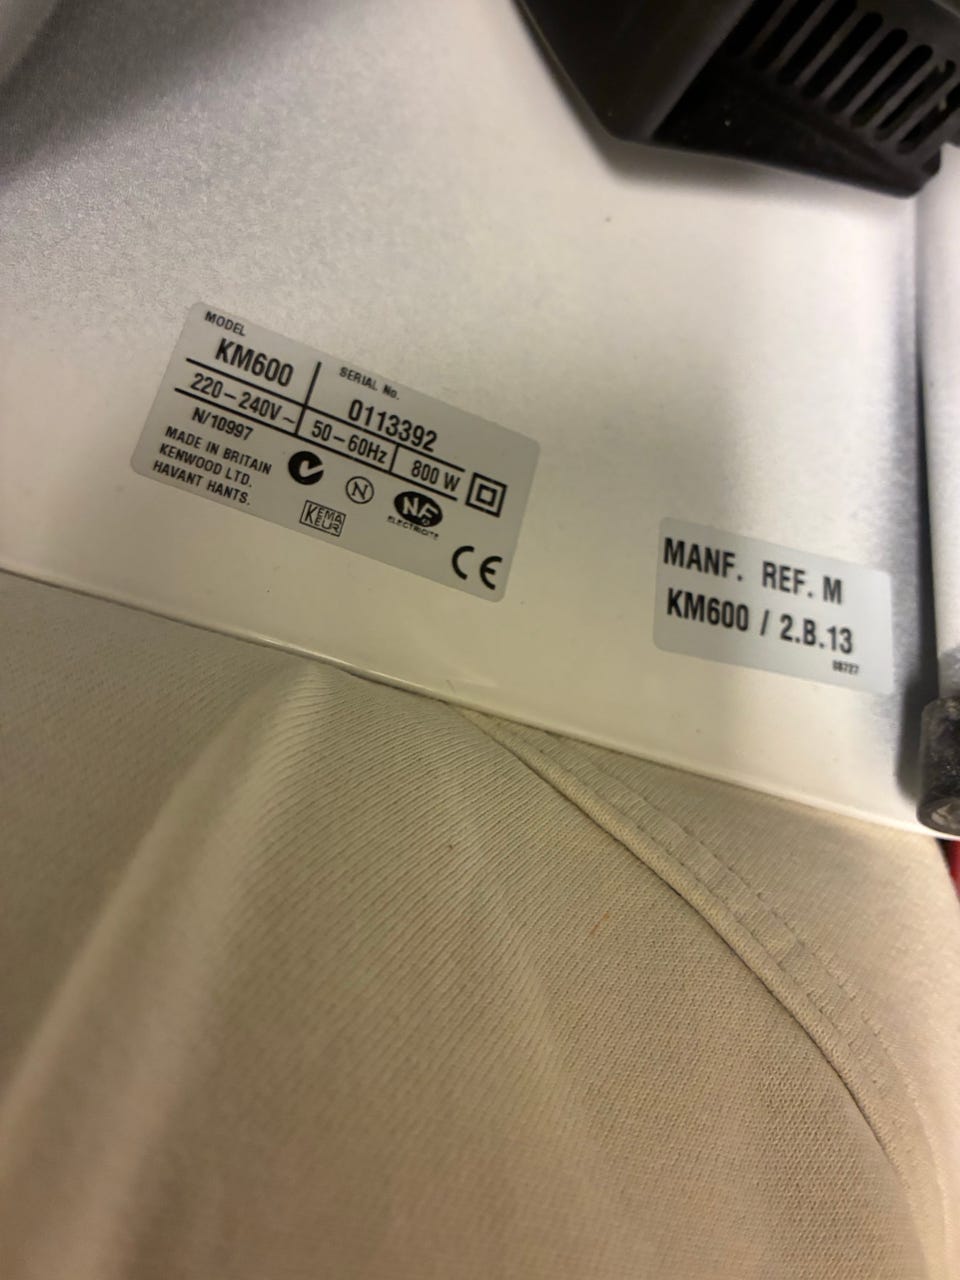 MODEL
KM600
SERIAL No.
0113392
220-240V~
50-60Hz
800 W
N/10997
MADE IN BRITAIN
KENWOOD LTD.
HAVANT HANTS.
N
NF
ELECTRICITE
KEMA
KEUR
CE
MANF. REF. M
KM600 / 2.B.13